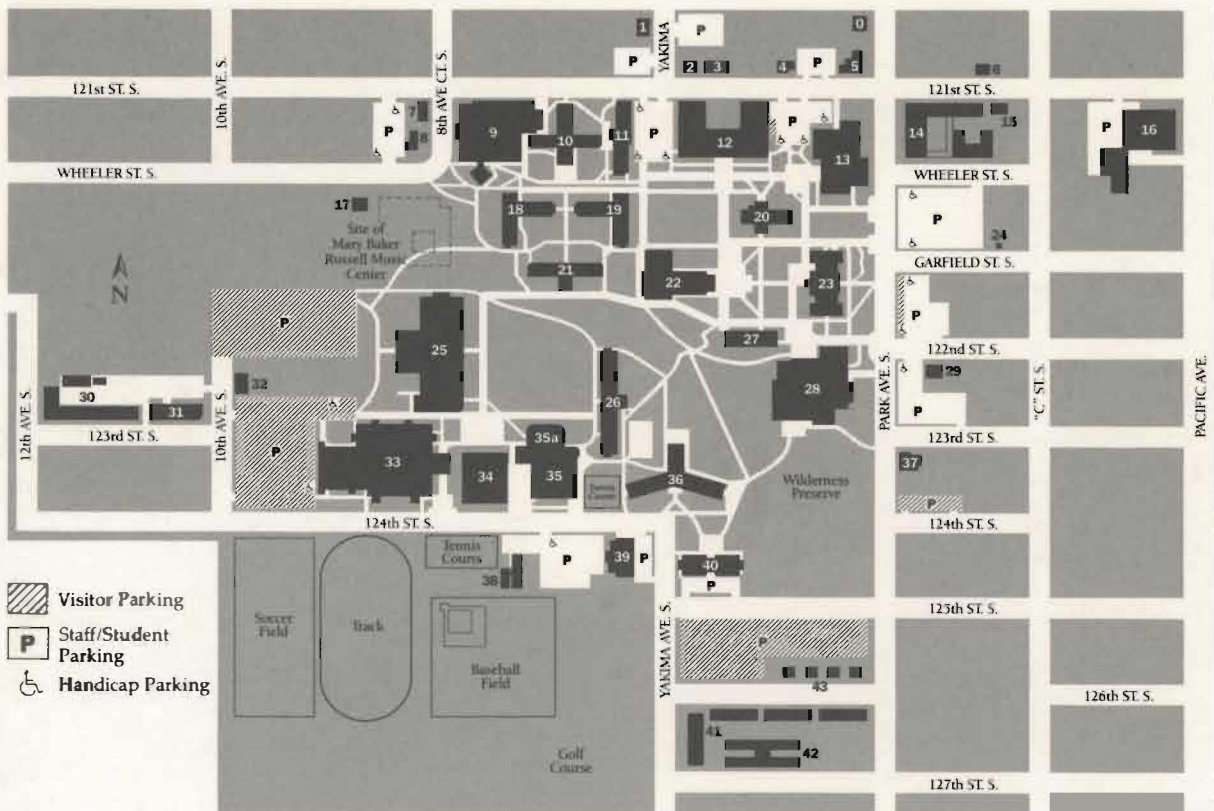 1
P
YAKIMA
P
0
2
3
4
P
5
6
121st ST. S.
10th AVE. S.
8th AVE CT. S.
121st ST. S.
P
7
8
9
10
11
P
12
P
13
14
15
P
16
WHEELER ST. S.
WHEELER ST. S.
17
Site of
Mary Baker
Russell Music
Center
18
19
20
P
24
21
22
23
GARFIELD ST. S.
N
P
25
27
P
122nd ST. S.
12th AVE. S.
30
31
32
26
28
PARK AVE. S.
29
P
"C" ST. S.
PACIFIC AVE.
123rd ST. S.
10th AVE. S.
P
33
34
35a
35
Tennis
Courts
36
Wilderness
Preserve
123rd ST. S.
37
P
124th ST. S.
124th ST. S.
Tennis
Courts
38
P
39
P
40
P
Visitor Parking
P
Staff/Student
Parking
Handicap Parking
Soccer
Field
Track
Baseball
Field
YAKIMA AVE. S.
125th ST. S.
P
43
126th ST. S.
41
42
Golf
Course
127th ST. S.